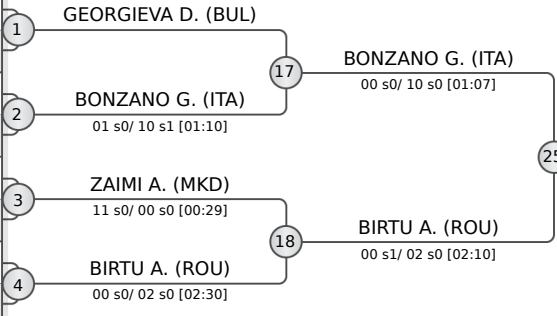 GEORGIEVA D. (BUL)
1
BONZANO G. (ITA)
17
00 s0/ 10 s0 [01:07]
BONZANO G. (ITA)
2
01 s0/ 10 s1 [01:10]
25
ZAIMI A. (MKD)
3
11 s0/ 00 s0 [00:29]
BIRTU A. (ROU)
18
00 s1/ 02 s0 [02:10]
BIRTU A. (ROU)
4
00 s0/ 02 s0 [02:30]